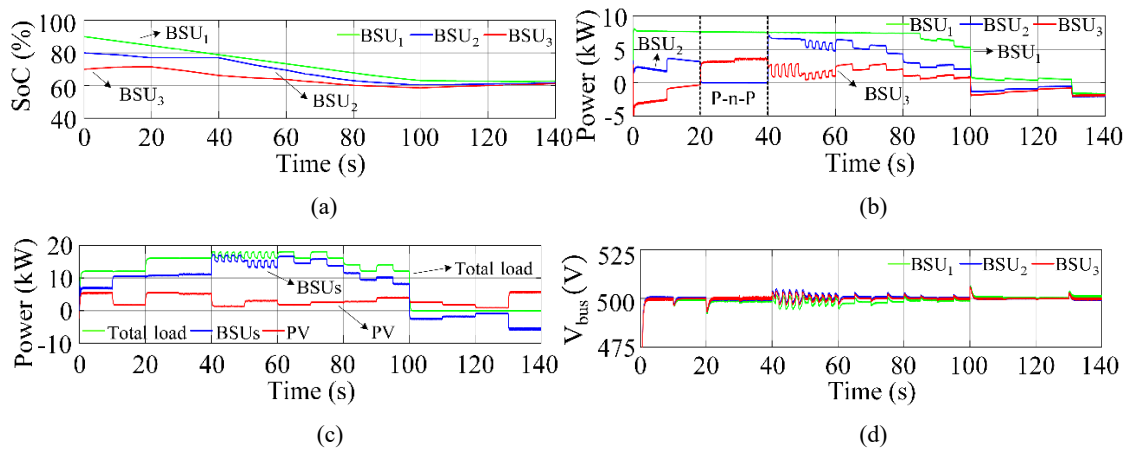 100
80
60
40
SoC (%)
BSU1
BSU1 BSU2 BSU3
BSU3
BSU2
0 20 40 60 80 100 120 140
Time (s)
(a)
10
5
0
-5
Power (kW)
BSU1 BSU2 BSU3
BSU2
BSU1
P-n-P
BSU3
0 20 40 60 80 100 120 140
Time (s)
(b)
20
10
0
-10
Power (kW)
Total load
BSUs
Total load BSUs PV
PV
0 20 40 60 80 100 120 140
Time (s)
(c)
525
500
475
Vbus (V)
BSU1 BSU2 BSU3
0 20 40 60 80 100 120 140
Time (s)
(d)